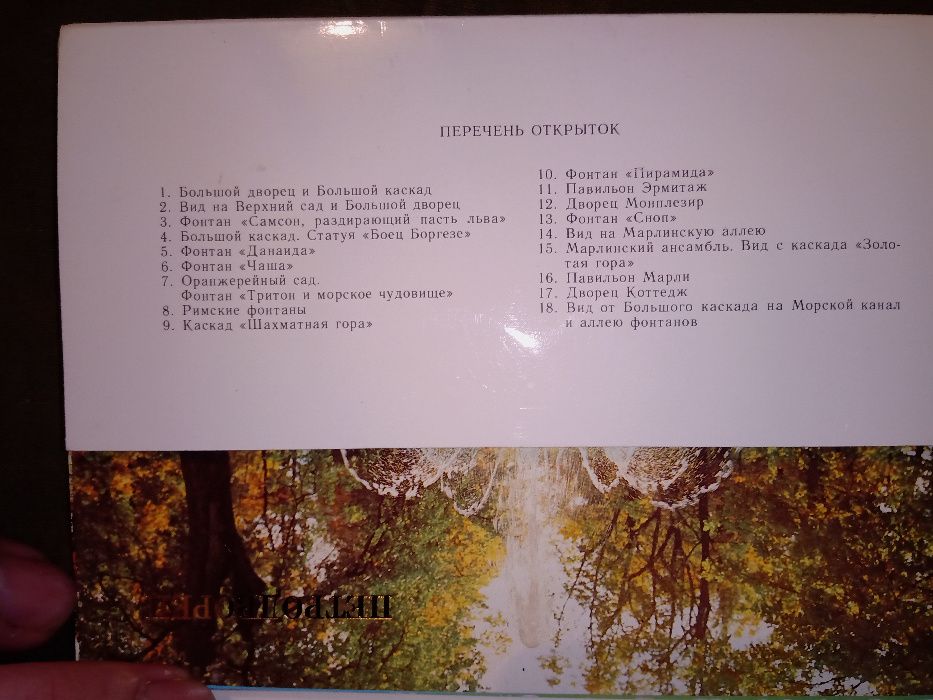 ПЕРЕЧЕНЬ ОТКРЫТОК
1. Большой дворец и Большой каскад
2. Вид на Верхний сад и Большой дворец
3. Фонтан «Самсон, раздирающий пасть льва»
4. Большой каскад. Статуя «Боец Боргезе»
5. Фонтан «Данаида»
6. Фонтан «Чаша»
7. Оранжерейный сад.
Фонтан «Тритон и морское чудовище»
8. Римские фонтаны
9. Каскад «Шахматная гора»
10. Фонтан «Пирамида»
11. Павильон Эрмитаж
12. Дворец Монплезир
13. Фонтан «Сноп»
14. Вид на Марлинскую аллею
15. Марлинский ансамбль. Вид с каскада «Золо-
тая гора»
16. Павильон Марли
17. Дворец Коттедж
18. Вид от Большого каскада на Морской канал
и аллею фонтанов
ПЕТРОДВОРЕЦ